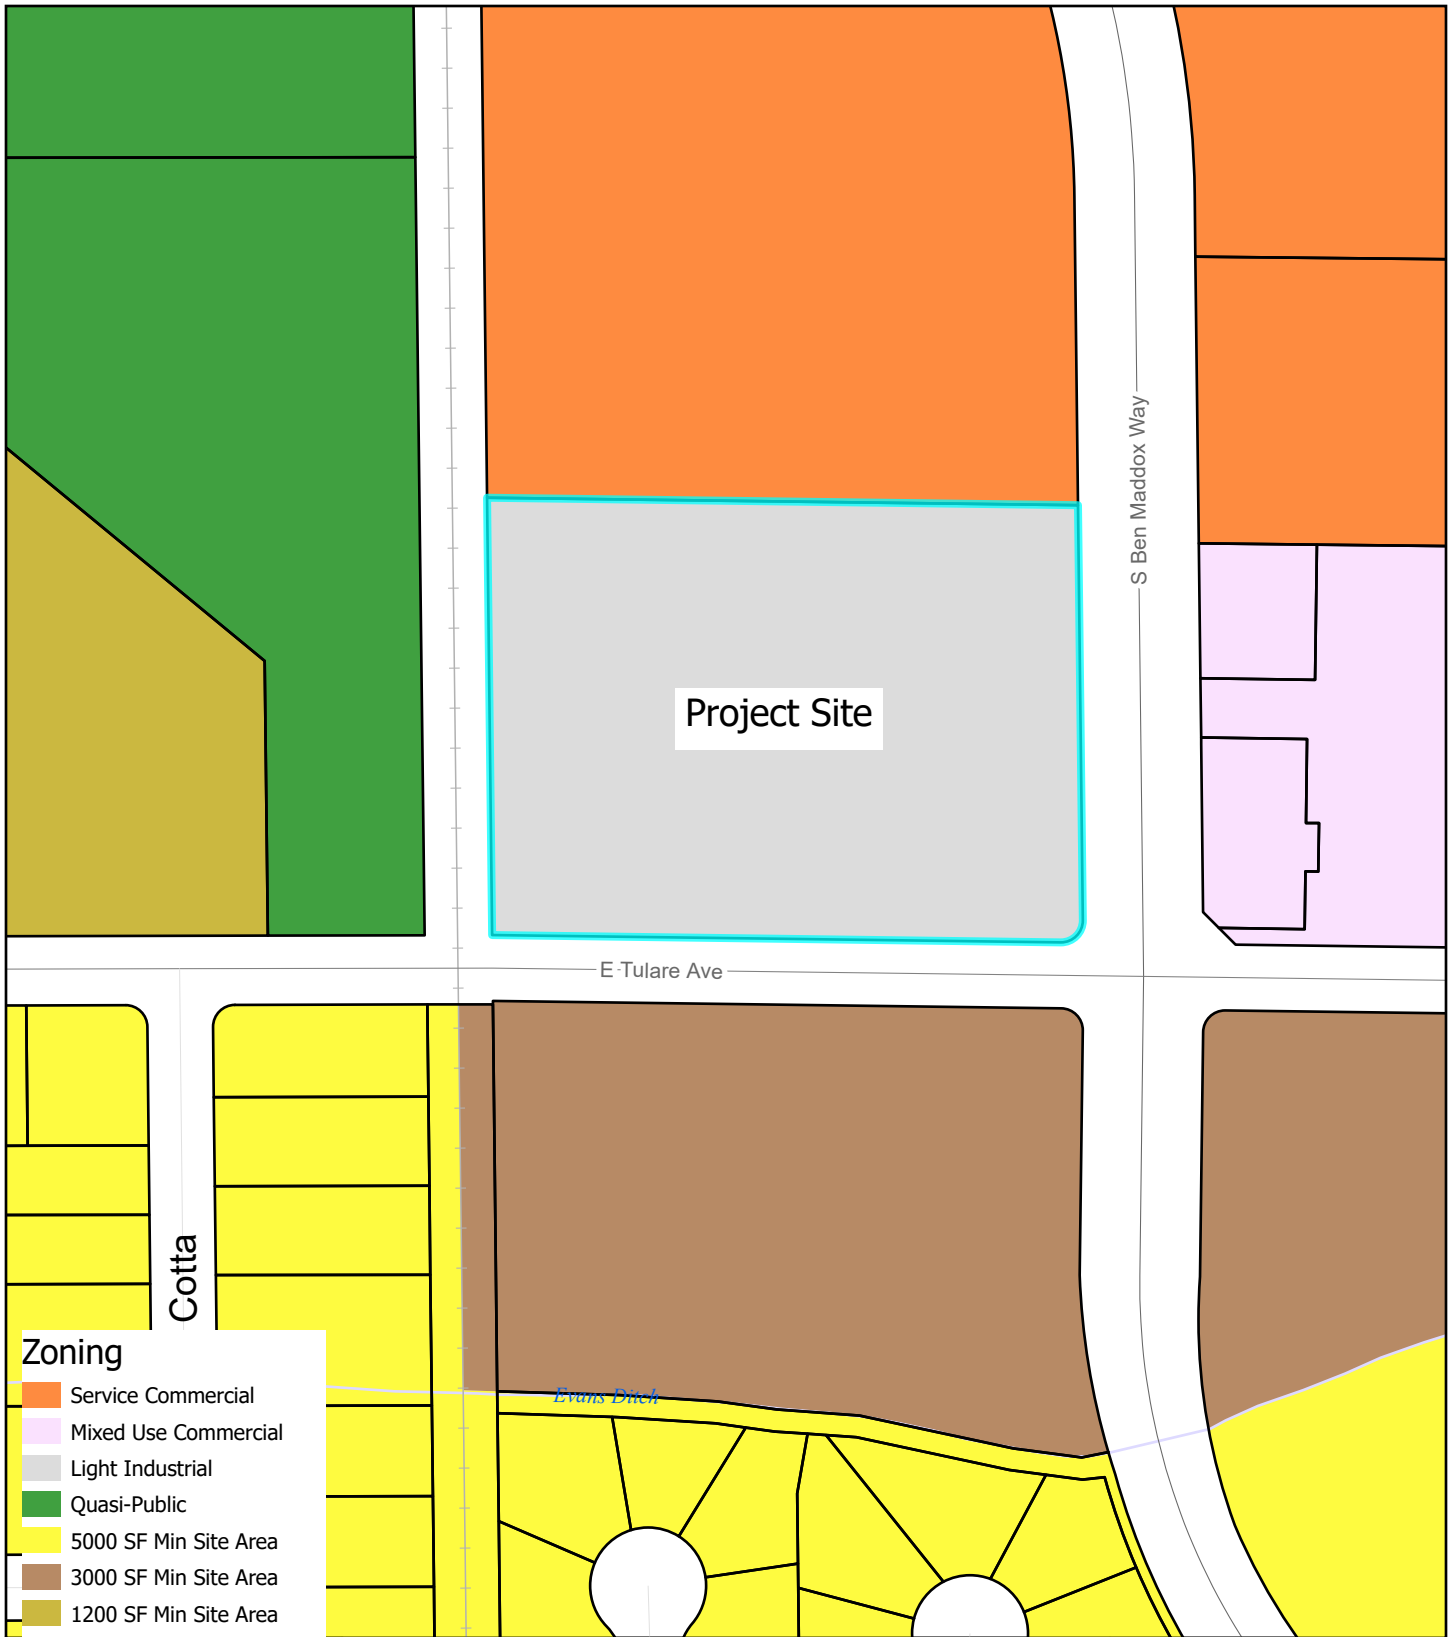 S Ben Maddox Way
Project Site
E Tulare Ave
Cotta
Zoning
Service Commercial
Mixed Use Commercial
Light Industrial
Quasi-Public
5000 SF Min Site Area
3000 SF Min Site Area
1200 SF Min Site Area
Evans Ditch